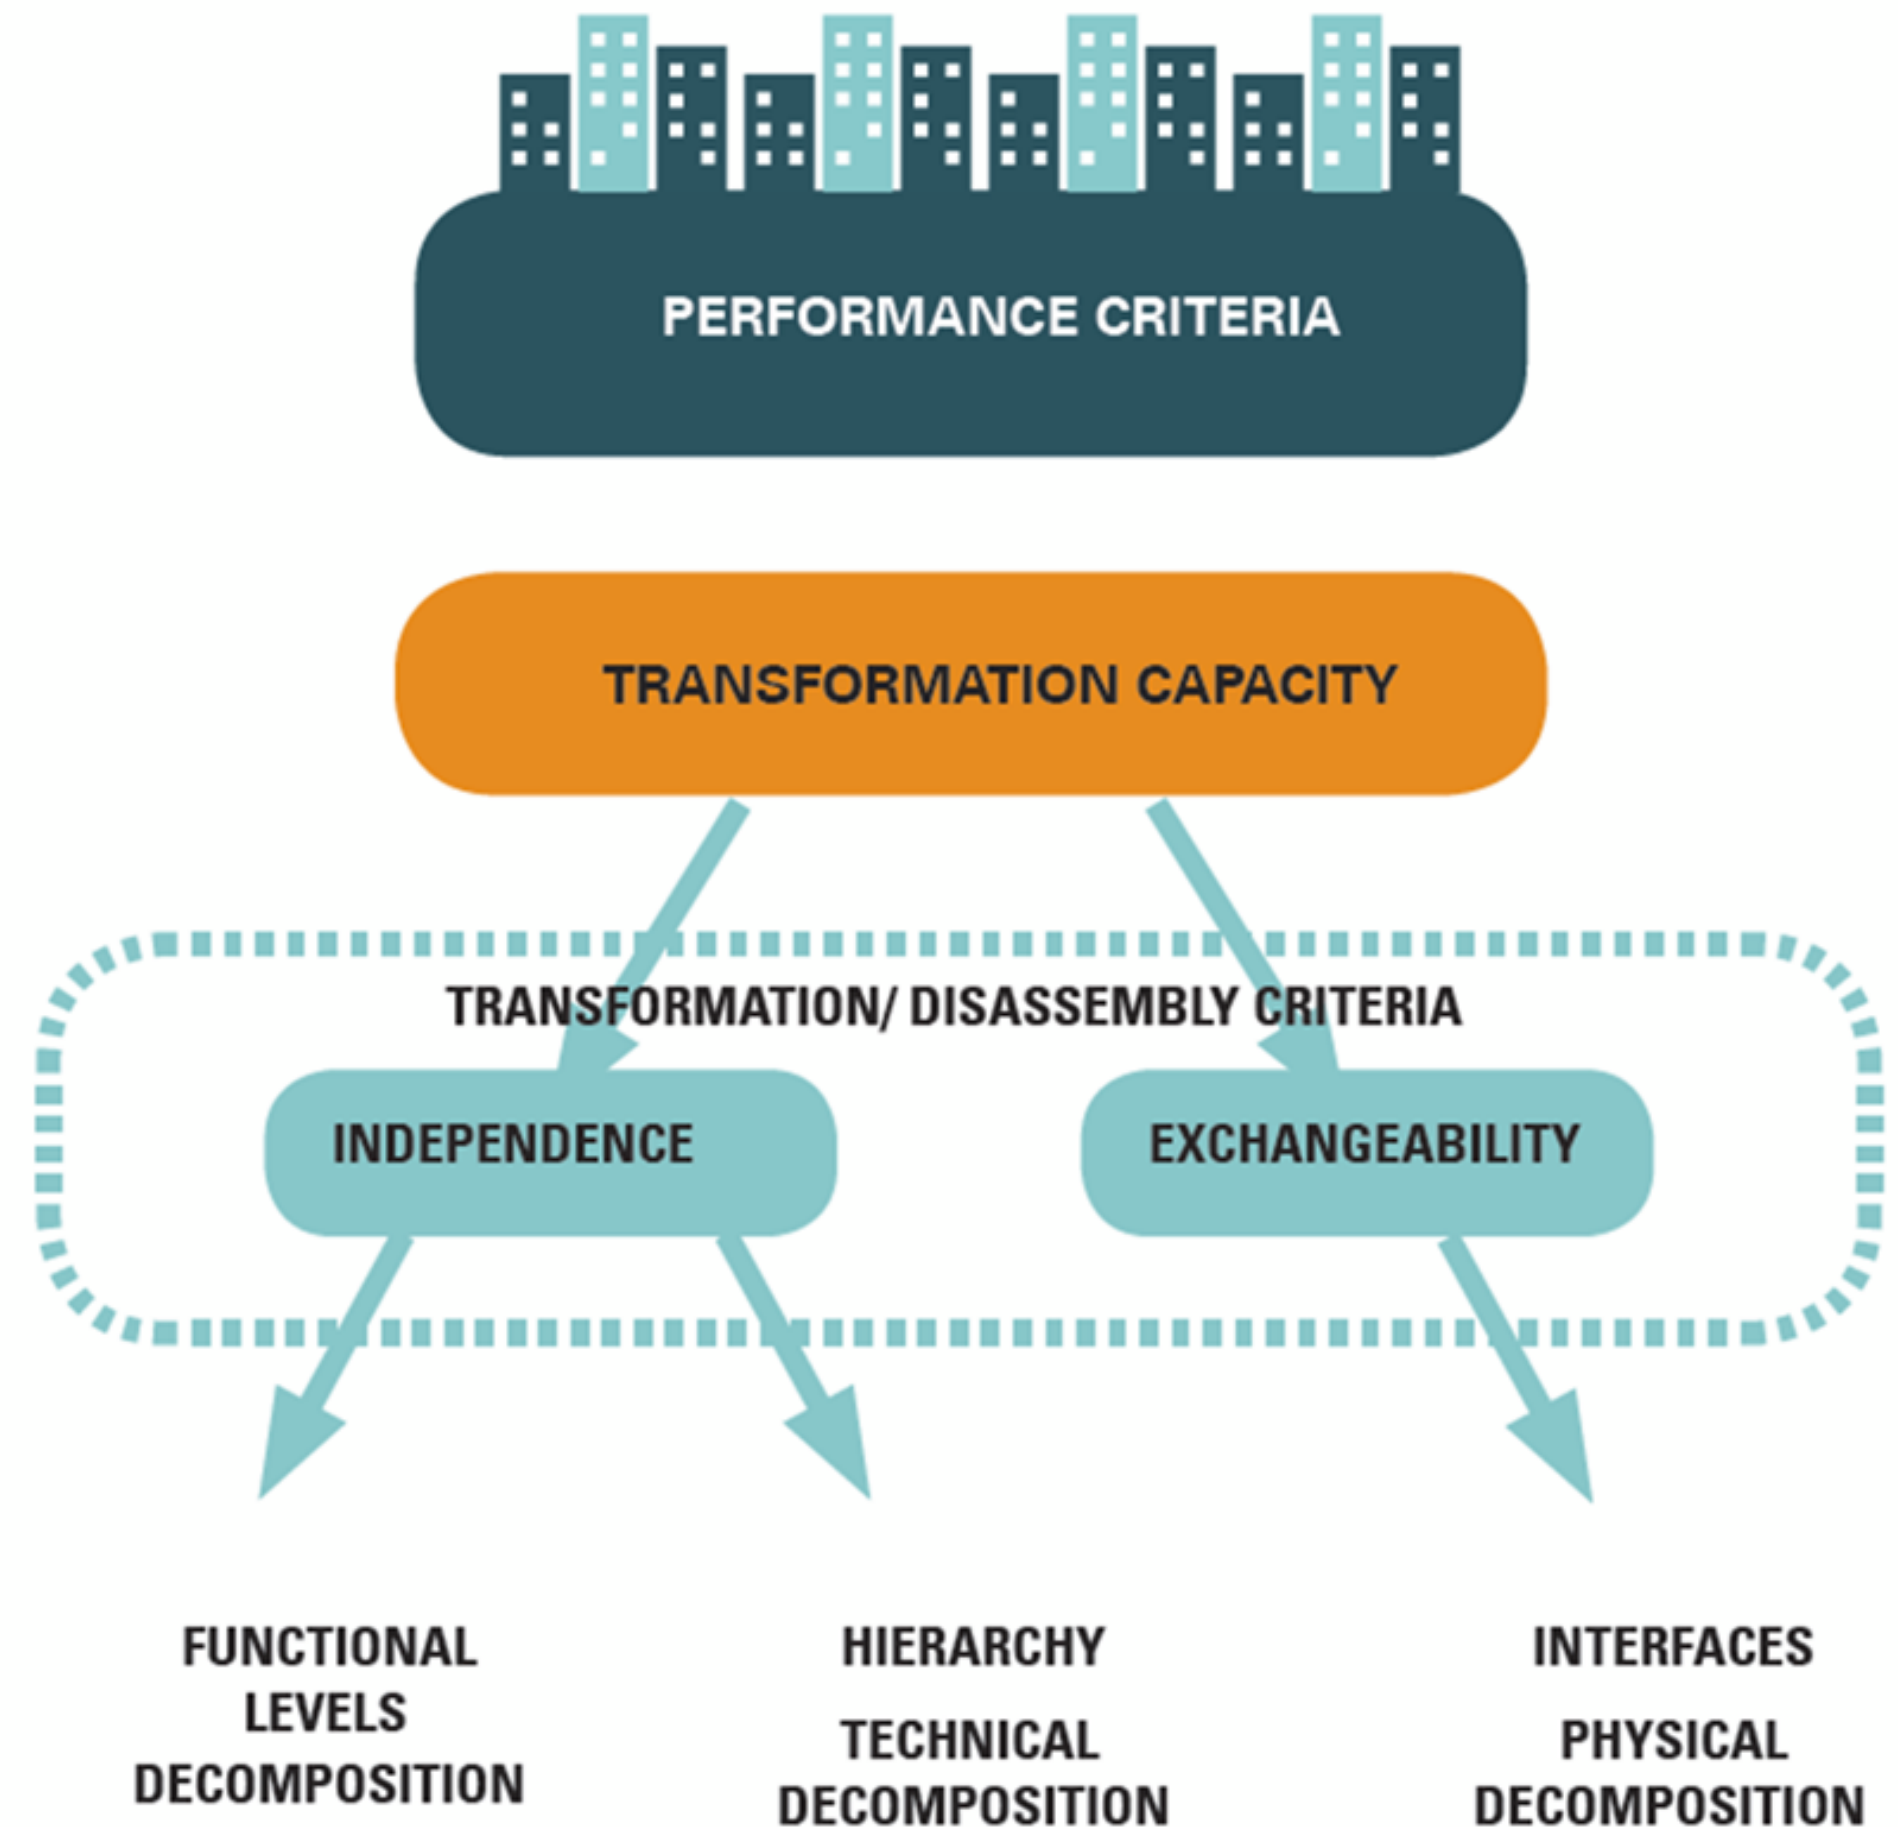 PERFORMANCE CRITERIA
TRANSFORMATION CAPACITY
TRANSFORMATION/ DISASSEMBLY CRITERIA
INDEPENDENCE
EXCHANGEABILITY
FUNCTIONAL
LEVELS
DECOMPOSITION
HIERARCHY
TECHNICAL
DECOMPOSITION
INTERFACES
PHYSICAL
DECOMPOSITION